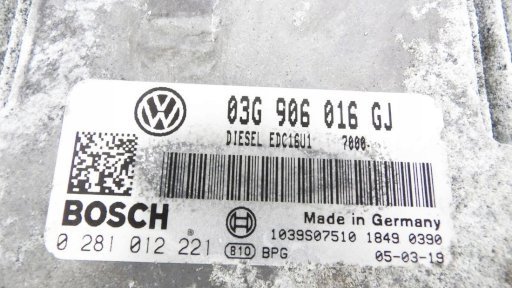 03G 906 016 GJ
DIESEL EDC16U1 7000
BOSCH
Made in Germany
0 281 012 221
1039S07510 1849 0390
B10 BPG
05-03-19